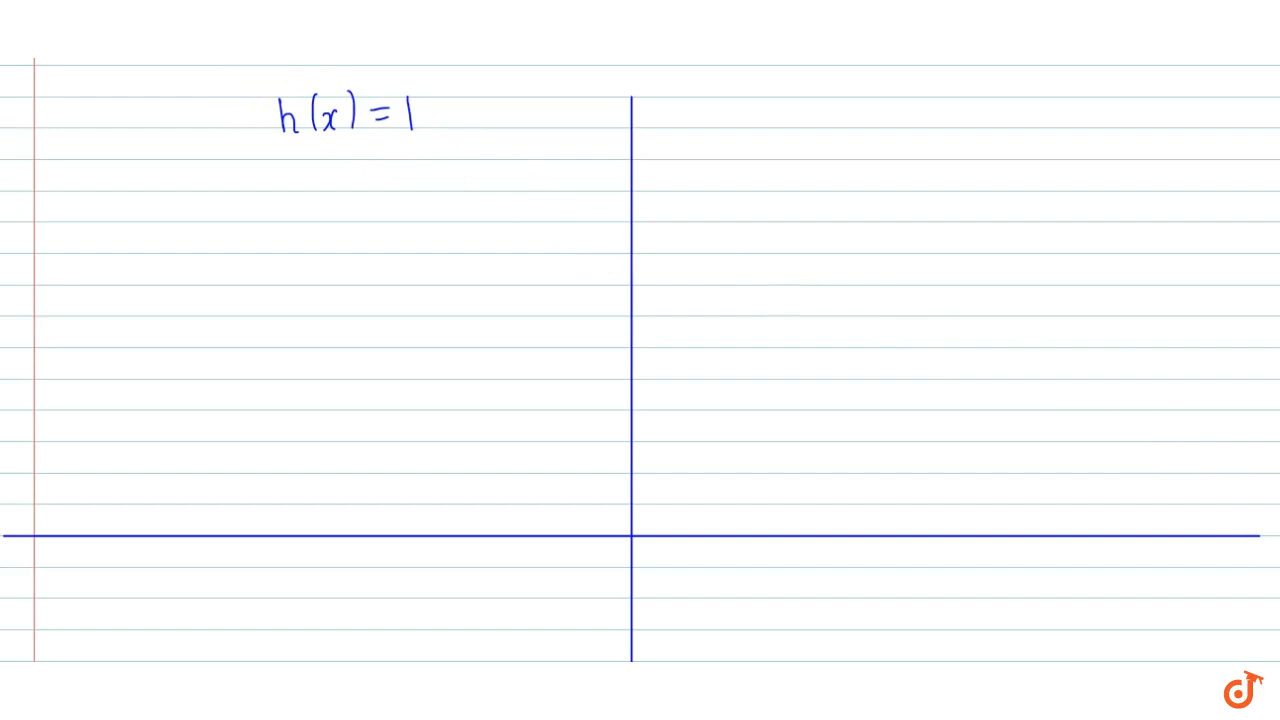 h(x) = 1